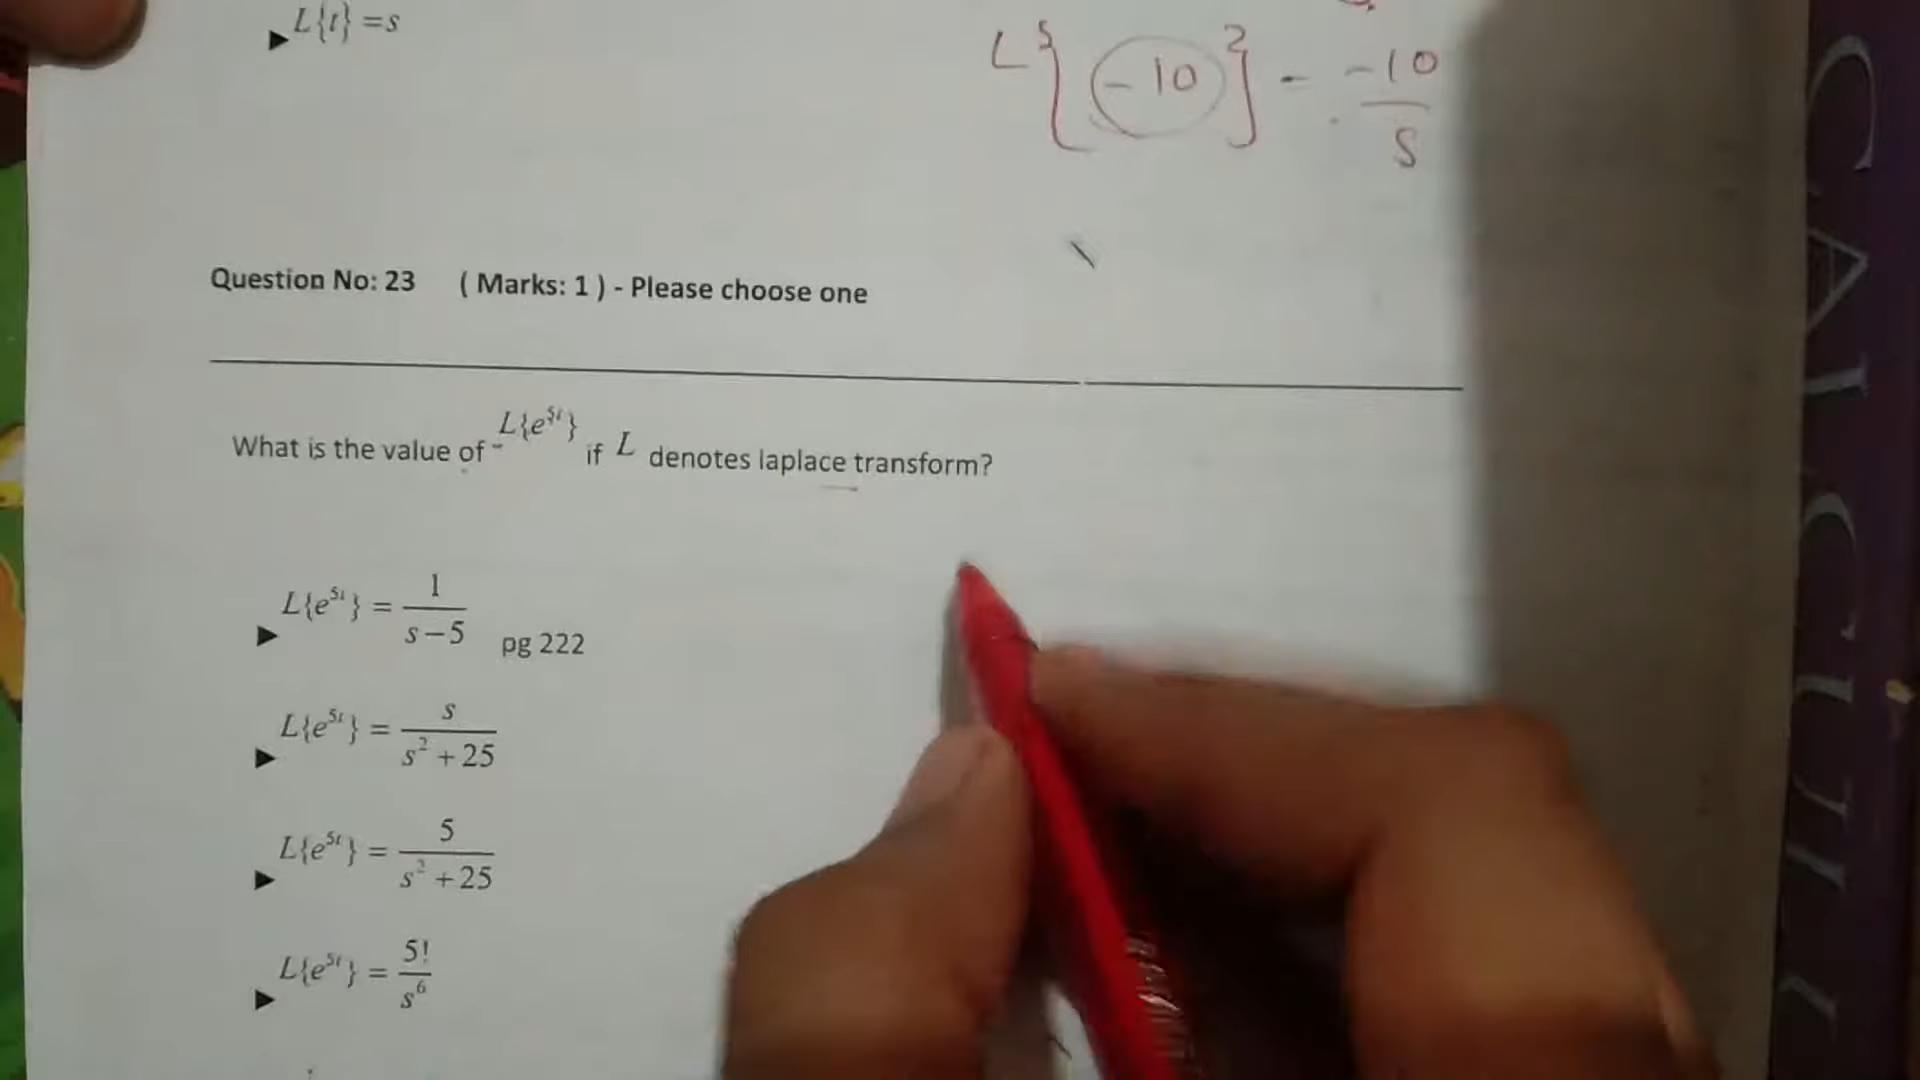 L{t} = s
L{-10} = -10/s
Question No: 23 ( Marks: 1 ) - Please choose one
What is the value of L{e^{5t}} if L denotes laplace transform?
L{e^{5t}} = 1/(s-5) pg 222
L{e^{5t}} = s/(s^2+25)
L{e^{5t}} = 5/(s^2+25)
L{e^{5t}} = 5!/s^6
CALCUL